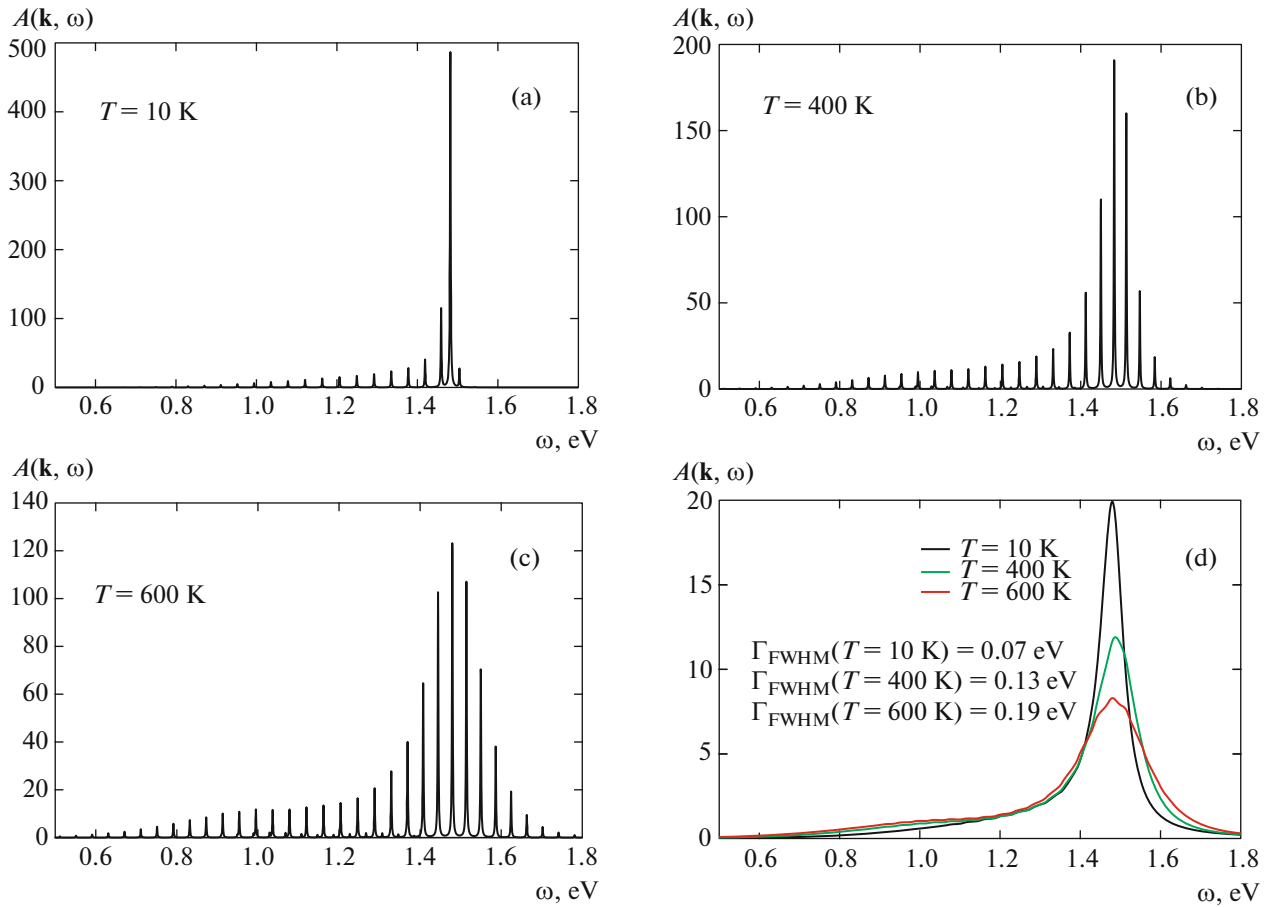 A(k, ω)
500
400
300
200
100
0
T = 10 K
(a)
0.6 0.8 1.0 1.2 1.4 1.6 1.8
ω, eV
A(k, ω)
200
150
100
50
0
T = 400 K
(b)
0.6 0.8 1.0 1.2 1.4 1.6 1.8
ω, eV
A(k, ω)
140
120
100
80
60
40
20
0
T = 600 K
(c)
0.6 0.8 1.0 1.2 1.4 1.6 1.8
ω, eV
A(k, ω)
20
15
10
5
0
T = 10 K
T = 400 K
T = 600 K
(d)
Γ_FWHM(T = 10 K) = 0.07 eV
Γ_FWHM(T = 400 K) = 0.13 eV
Γ_FWHM(T = 600 K) = 0.19 eV
0.6 0.8 1.0 1.2 1.4 1.6 1.8
ω, eV